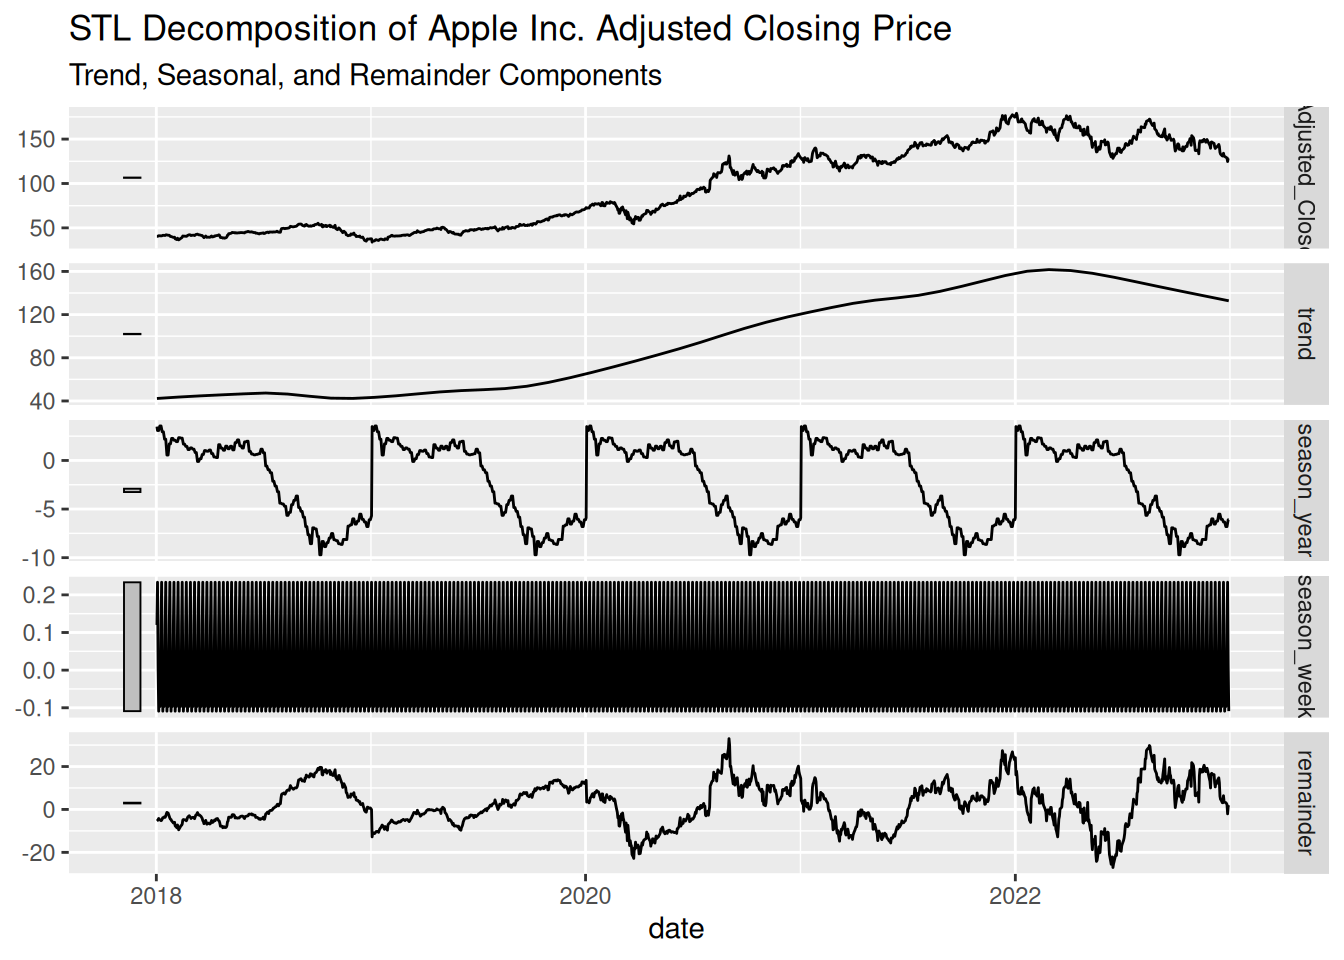 STL Decomposition of Apple Inc. Adjusted Closing Price
Trend, Seasonal, and Remainder Components
150
100
50
Adjusted_Close
160
120
80
40
trend
0
-5
-10
season_year
0.2
0.1
0.0
-0.1
season_week
20
0
-20
remainder
2018
2020
2022
date